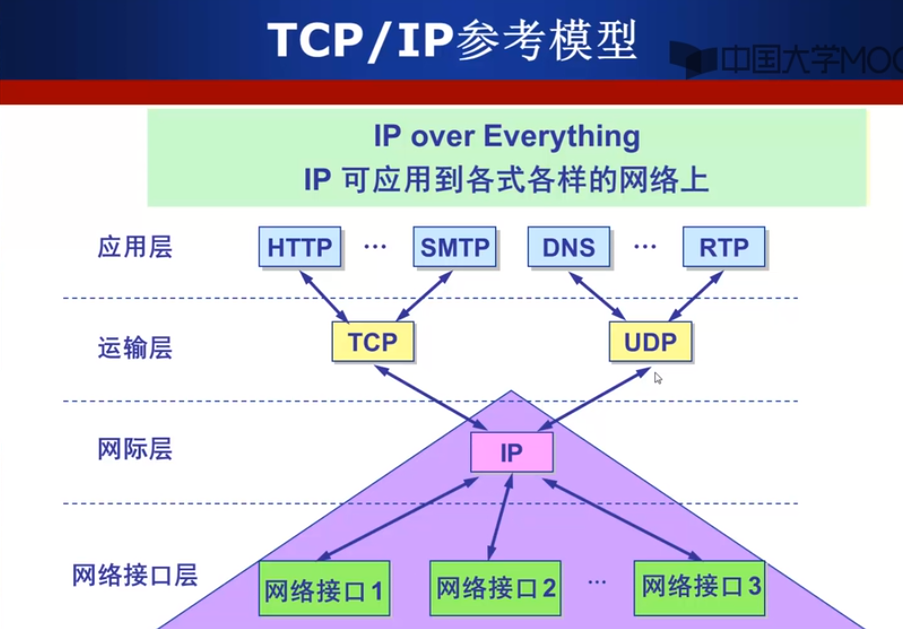 TCP/IP参考模型
中国大学MOO
IP over Everything
IP 可应用到各式各样的网络上
应用层 HTTP … SMTP DNS … RTP
运输层 TCP UDP
网际层 IP
网络接口层 网络接口1 网络接口2 … 网络接口3